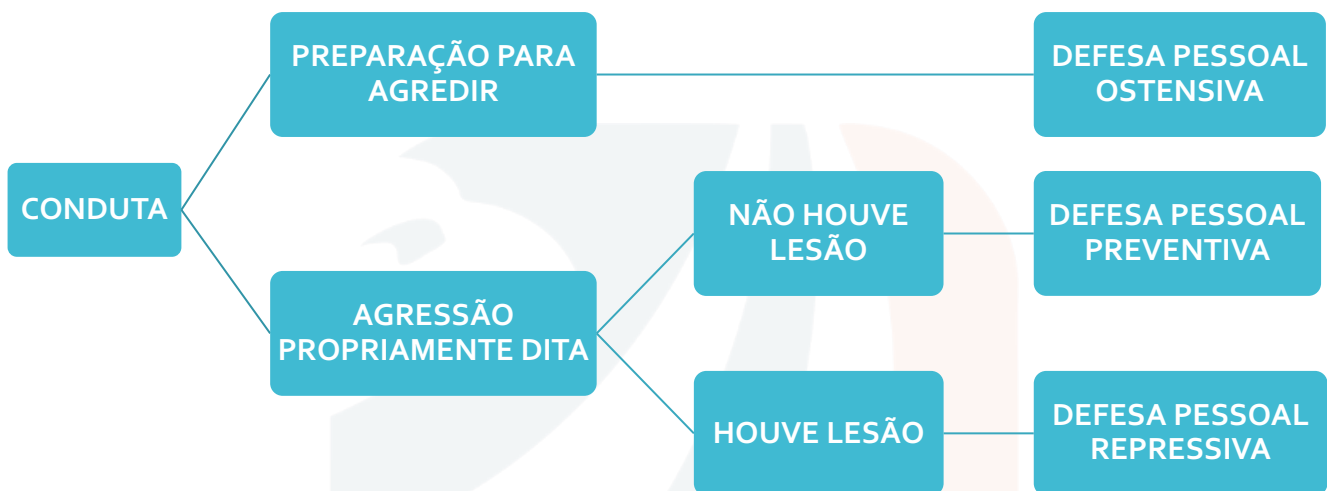 PREPARAÇÃO PARA
AGREDIR
DEFESA PESSOAL
OSTENSIVA
CONDUTA
NÃO HOUVE
LESÃO
DEFESA PESSOAL
PREVENTIVA
AGRESSÃO
PROPRIAMENTE DITA
HOUVE LESÃO
DEFESA PESSOAL
REPRESSIVA